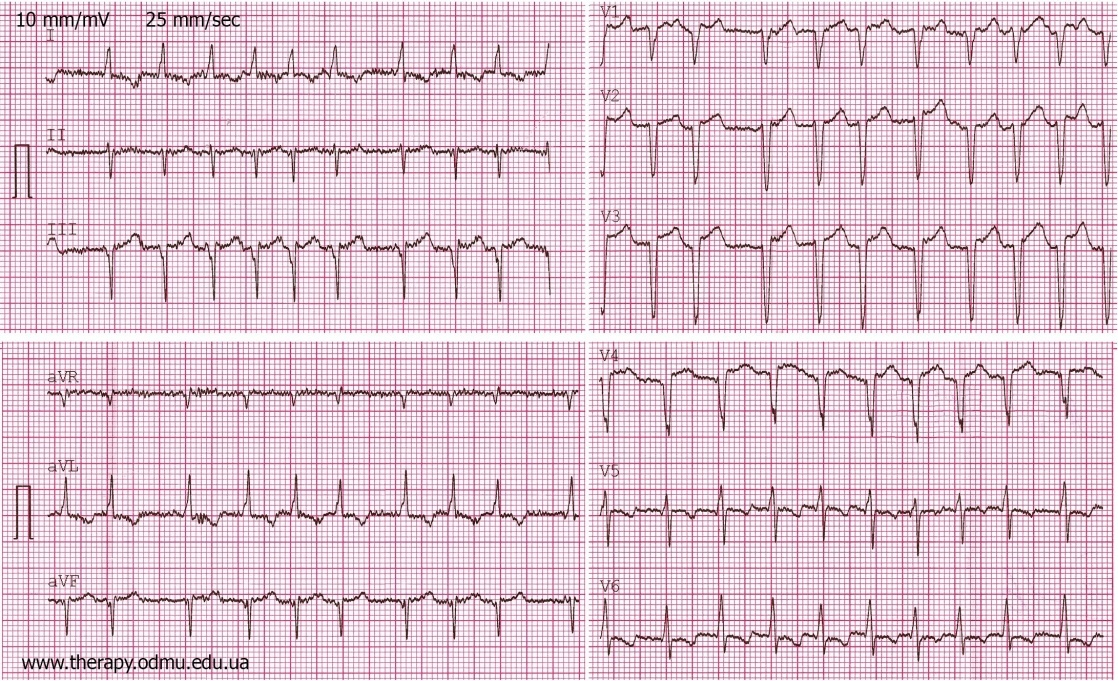 10 mm/mV 25 mm/sec
I
II
III
V1
V2
V3
aVR
aVL
aVF
V4
V5
V6
www.therapy.odmu.edu.ua